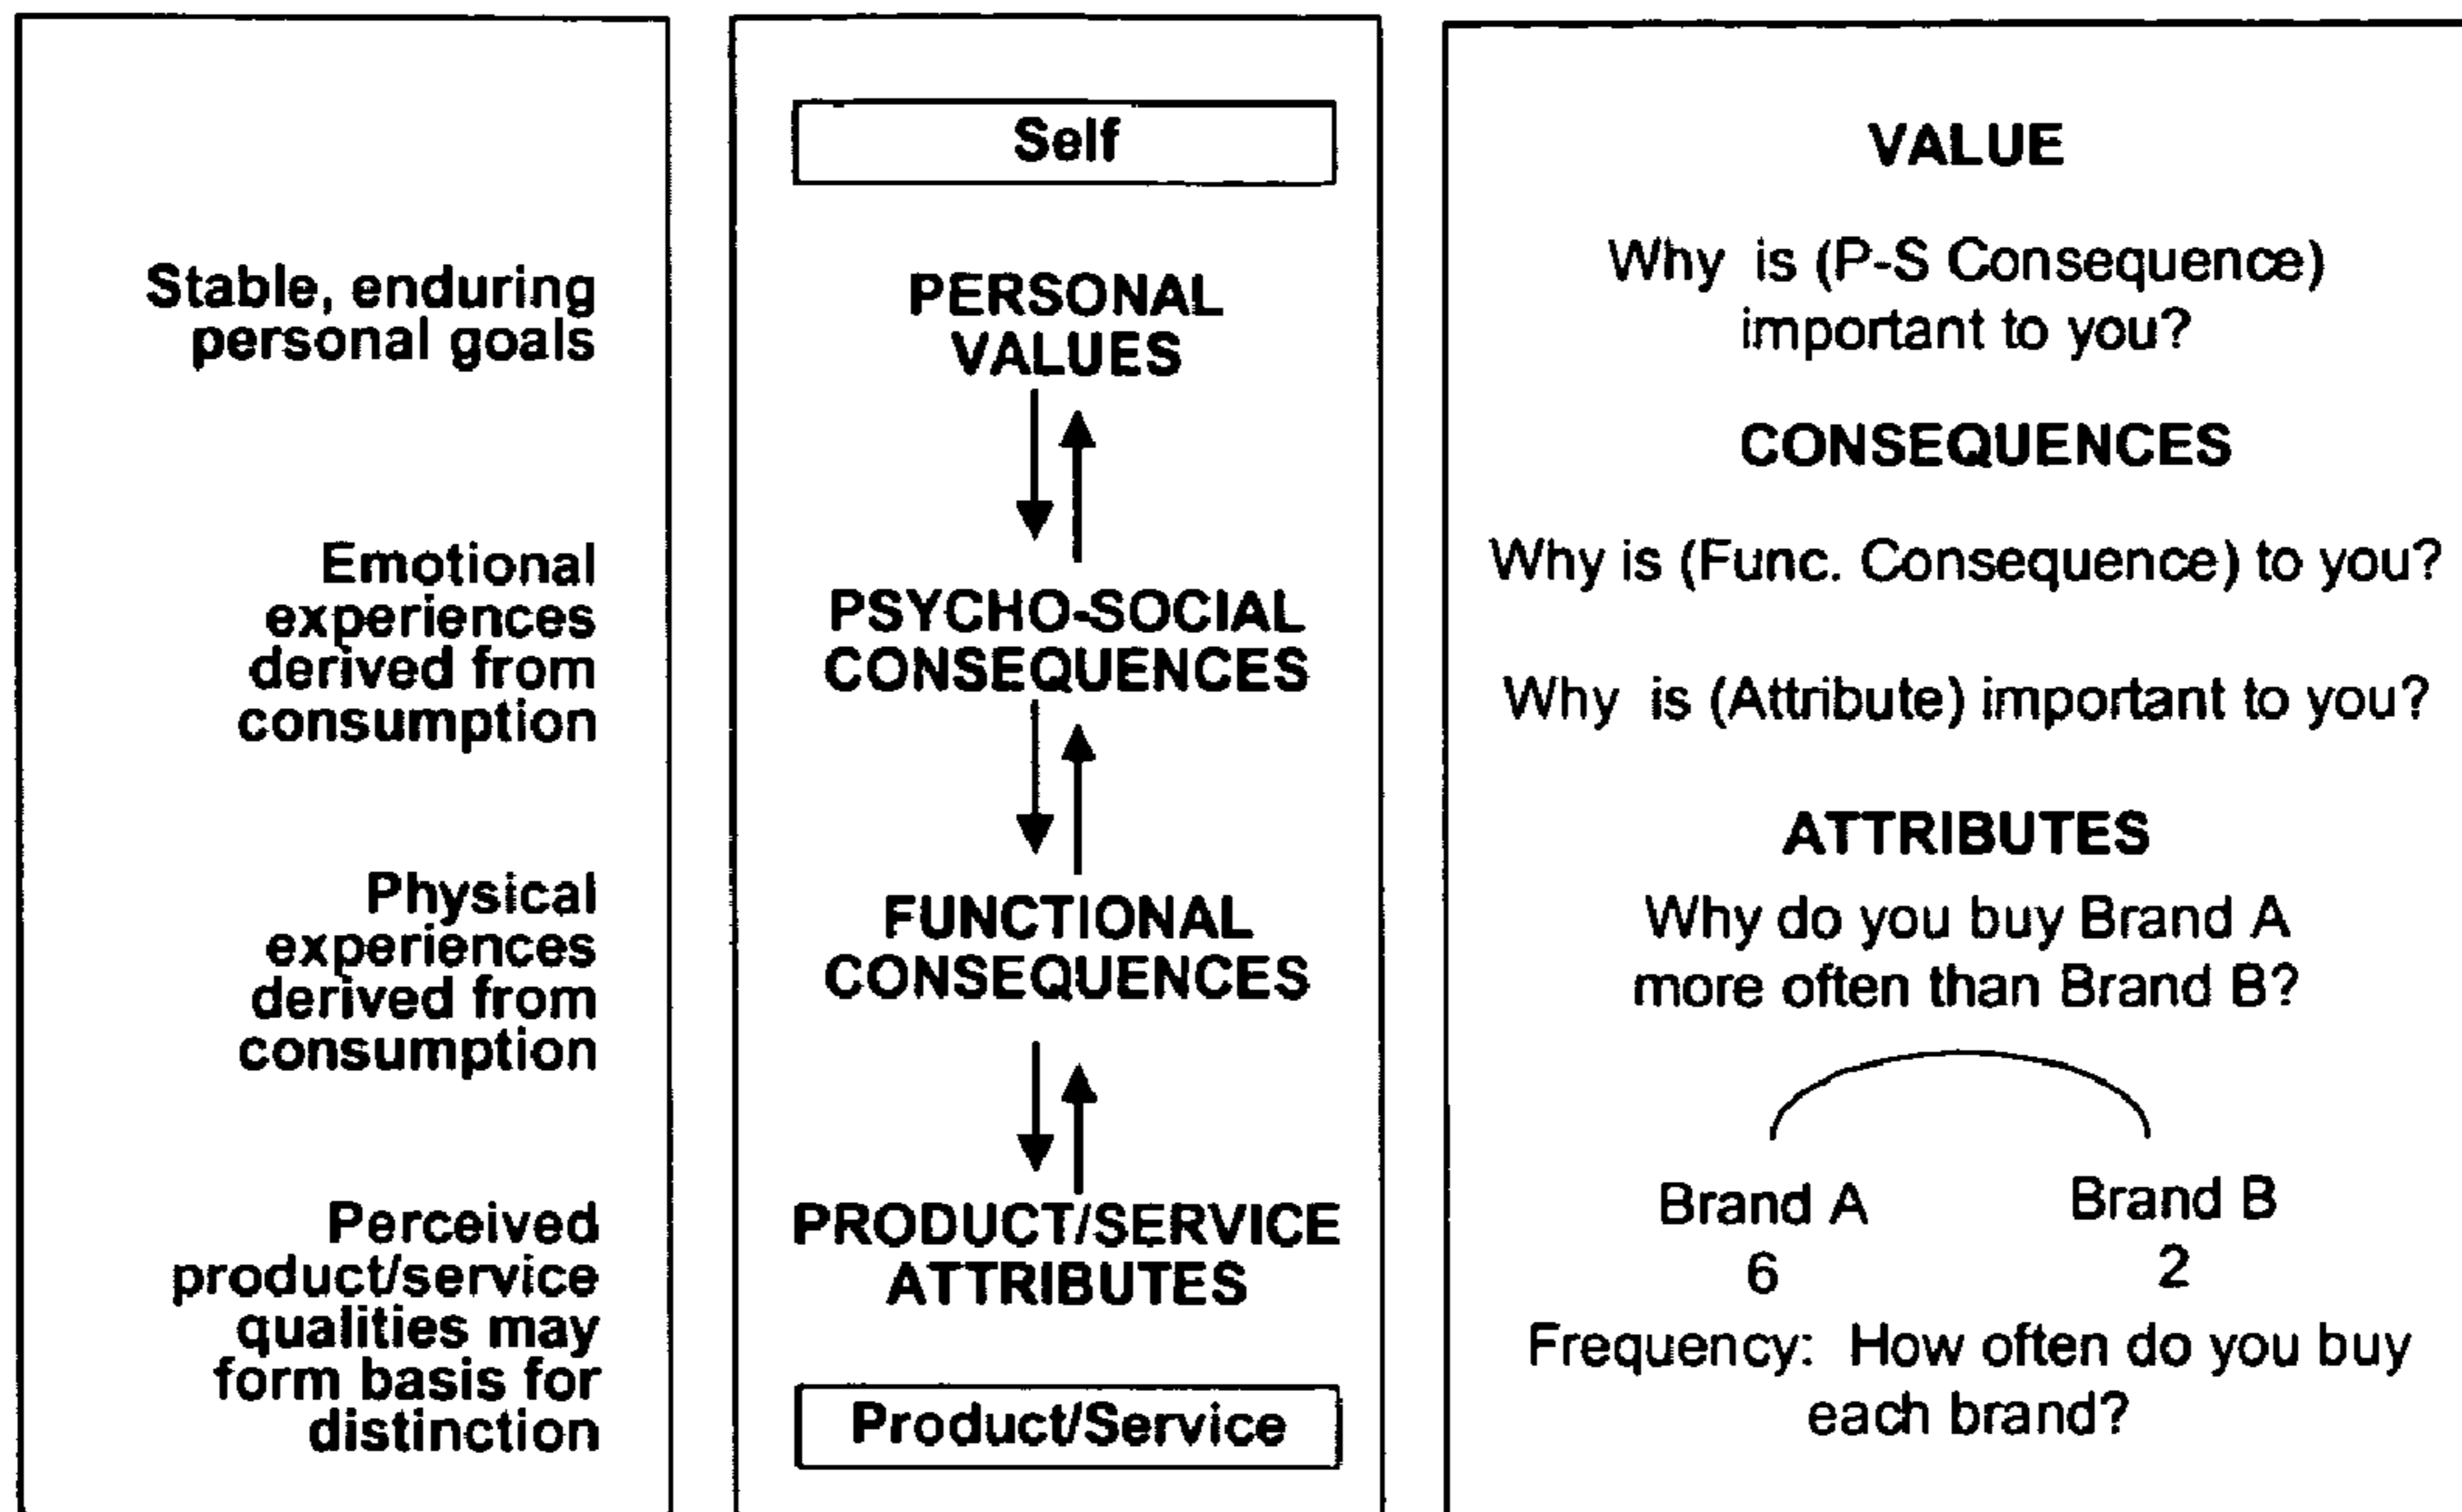 Stable, enduring
personal goals
Emotional
experiences
derived from
consumption
Physical
experiences
derived from
consumption
Perceived
product/service
qualities may
form basis for
distinction
Self
PERSONAL
VALUES
PSYCHO-SOCIAL
CONSEQUENCES
FUNCTIONAL
CONSEQUENCES
PRODUCT/SERVICE
ATTRIBUTES
Product/Service
VALUE
Why is (P-S Consequence)
important to you?
CONSEQUENCES
Why is (Func. Consequence) to you?
Why is (Attribute) important to you?
ATTRIBUTES
Why do you buy Brand A
more often than Brand B?
Brand A Brand B
6 2
Frequency: How often do you buy
each brand?